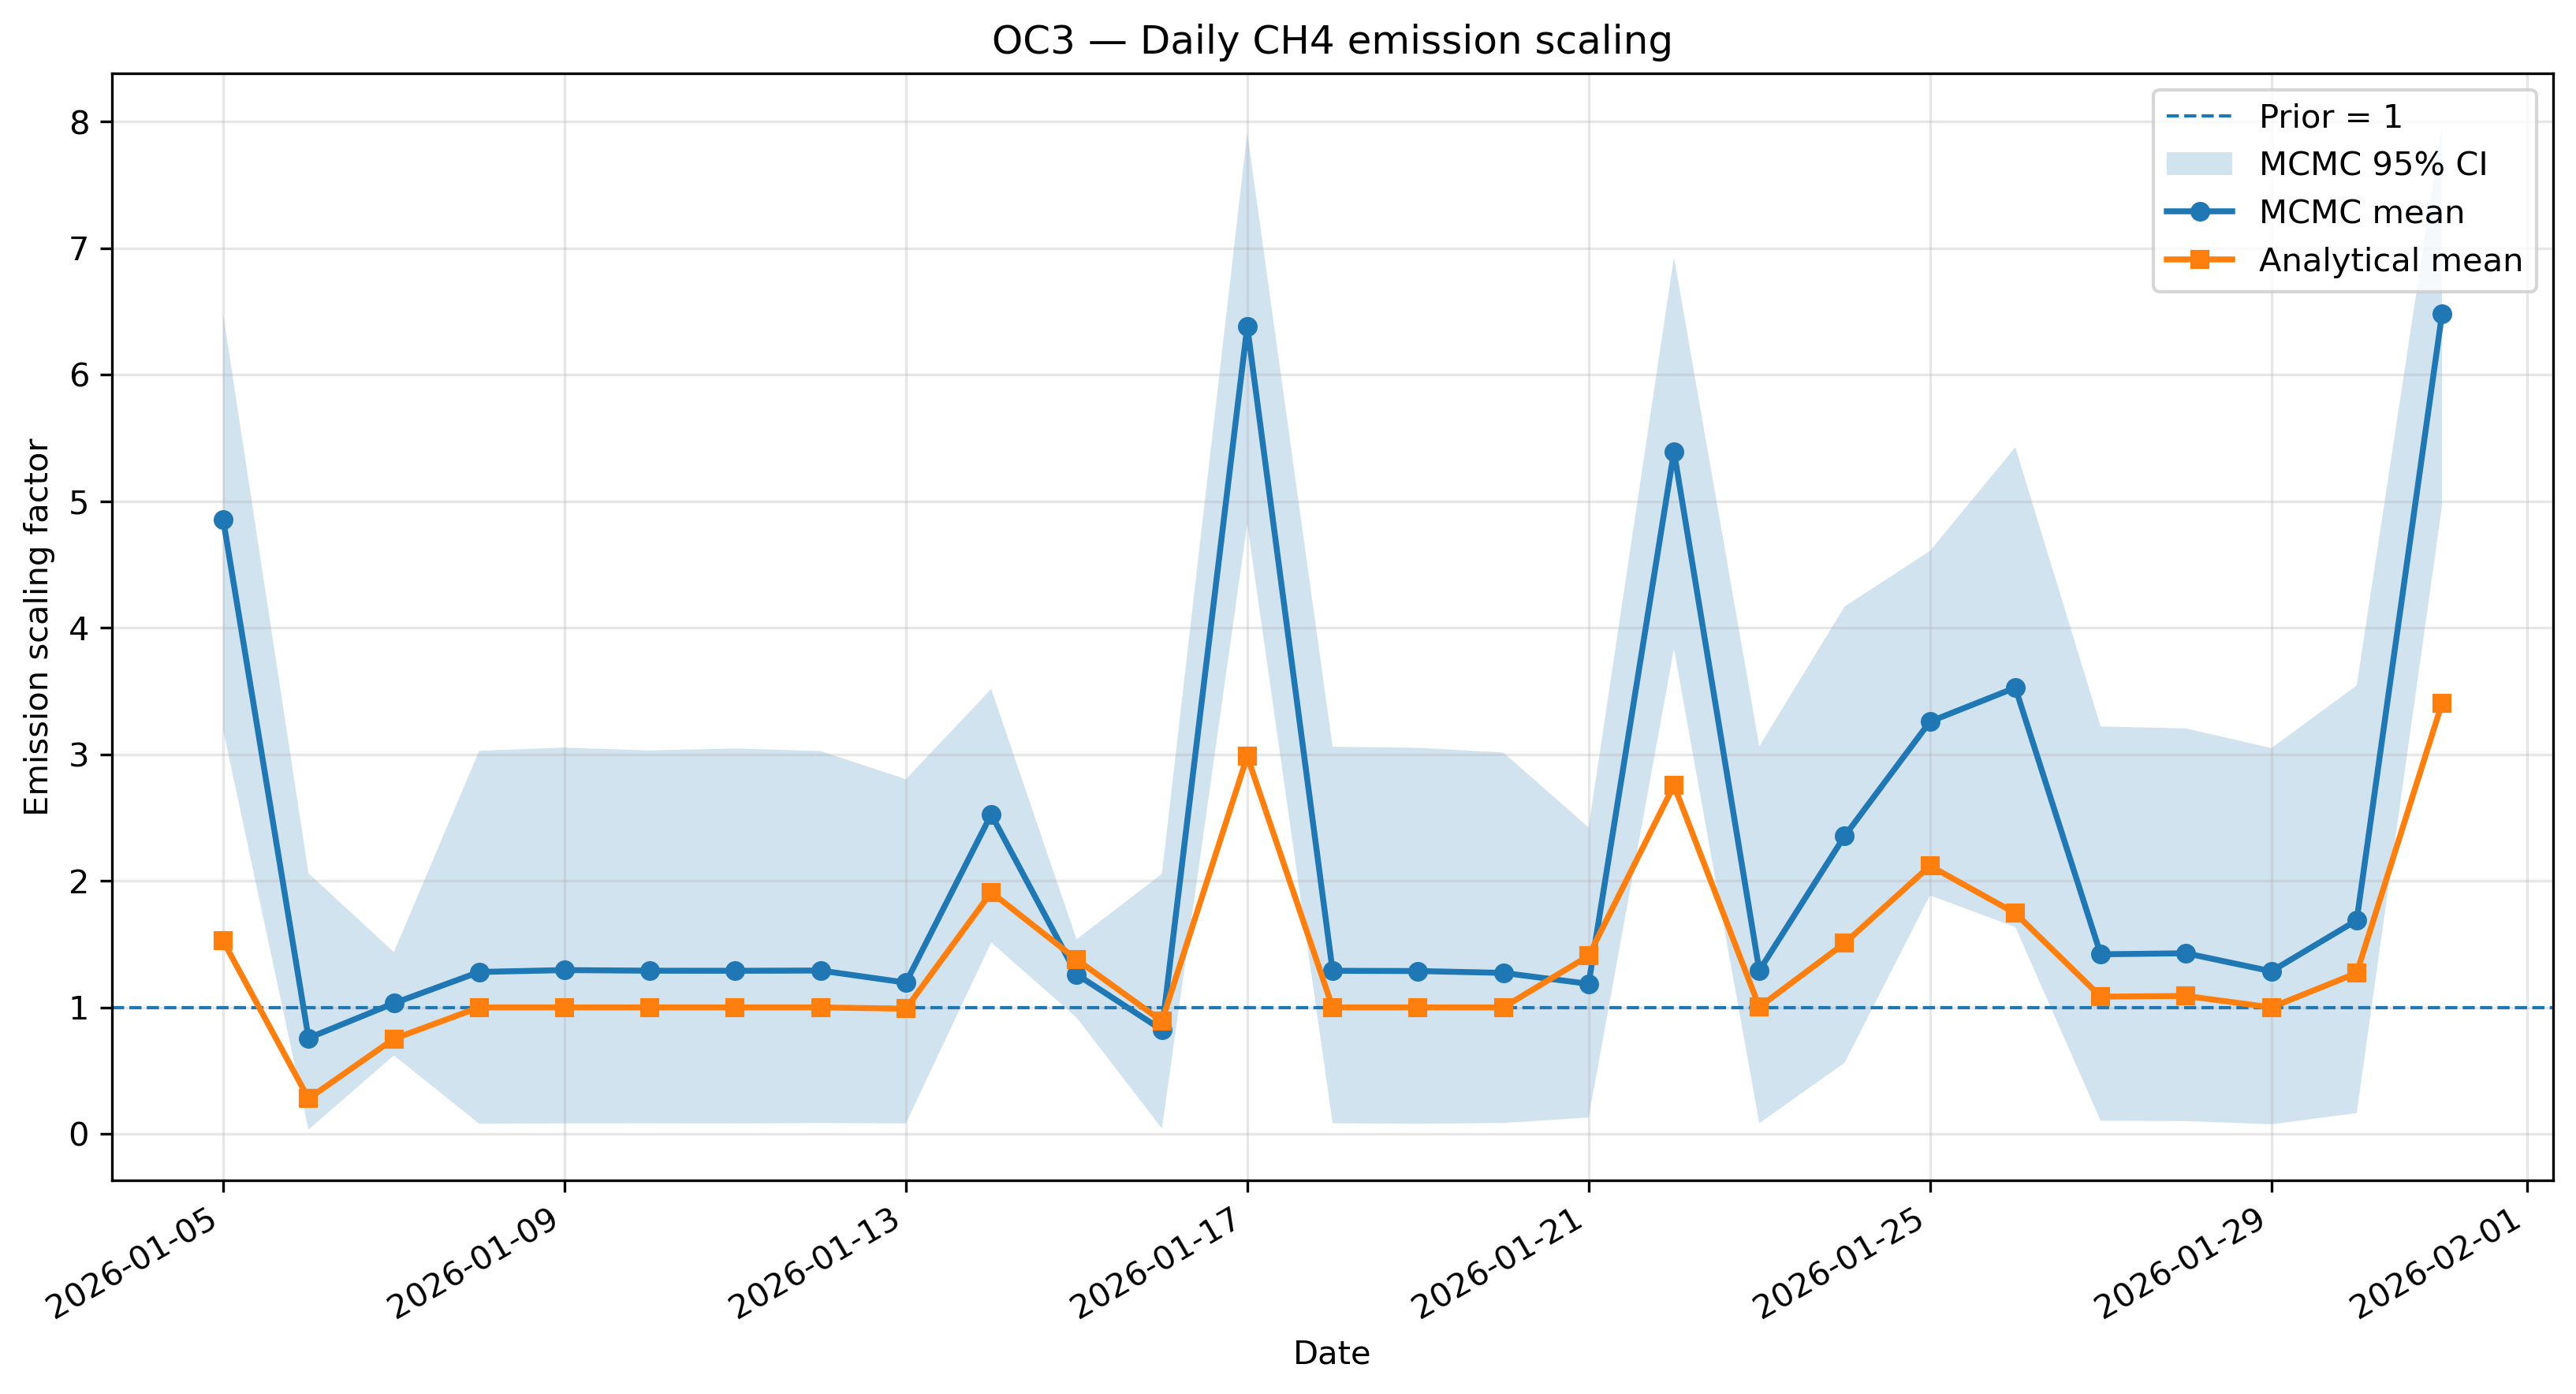 OC3 — Daily CH4 emission scaling
Prior = 1
MCMC 95% CI
MCMC mean
Analytical mean
Emission scaling factor
8
7
6
5
4
3
2
1
0
2026-01-05
2026-01-09
2026-01-13
2026-01-17
2026-01-21
2026-01-25
2026-01-29
2026-02-01
Date